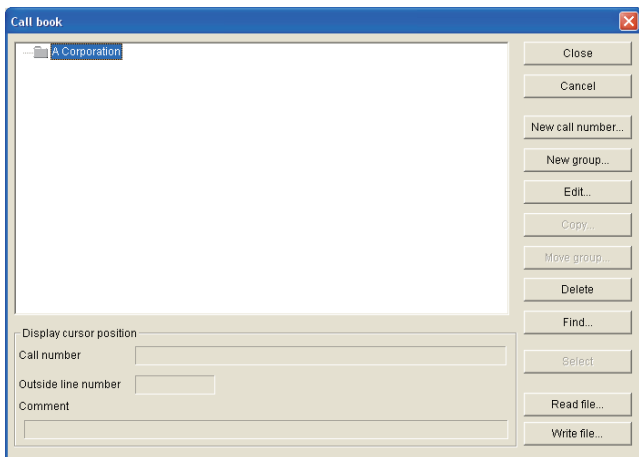 Call book
A Corporation
Close
Cancel
New call number...
New group...
Edit...
Copy...
Move group...
Delete
Find...
Select
Read file...
Write file...
Display cursor position
Call number
Outside line number
Comment